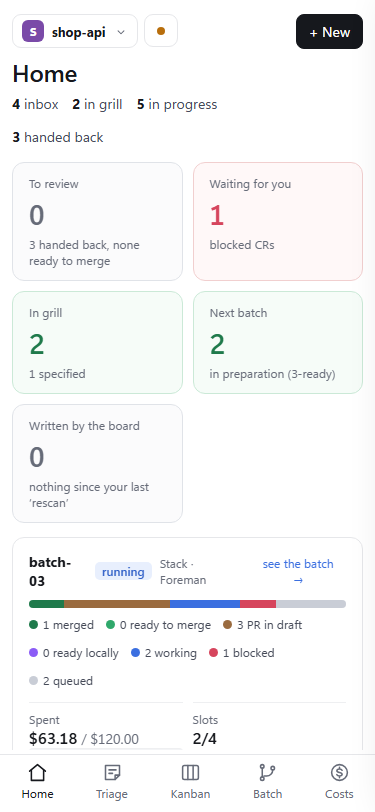 S shop-api + New
Home
4 inbox 2 in grill 5 in progress
3 handed back
To review
0
3 handed back, none
ready to merge
Waiting for you
1
blocked CRs
In grill
2
1 specified
Next batch
2
in preparation (3-ready)
Written by the board
0
nothing since your last
'rescan'
batch-
03
running
Stack ·
Foreman
see the batch
→
1 merged 0 ready to merge 3 PR in draft
0 ready locally 2 working 1 blocked
2 queued
Spent
$63.18 / $120.00
Slots
2/4
Home Triage Kanban Batch Costs